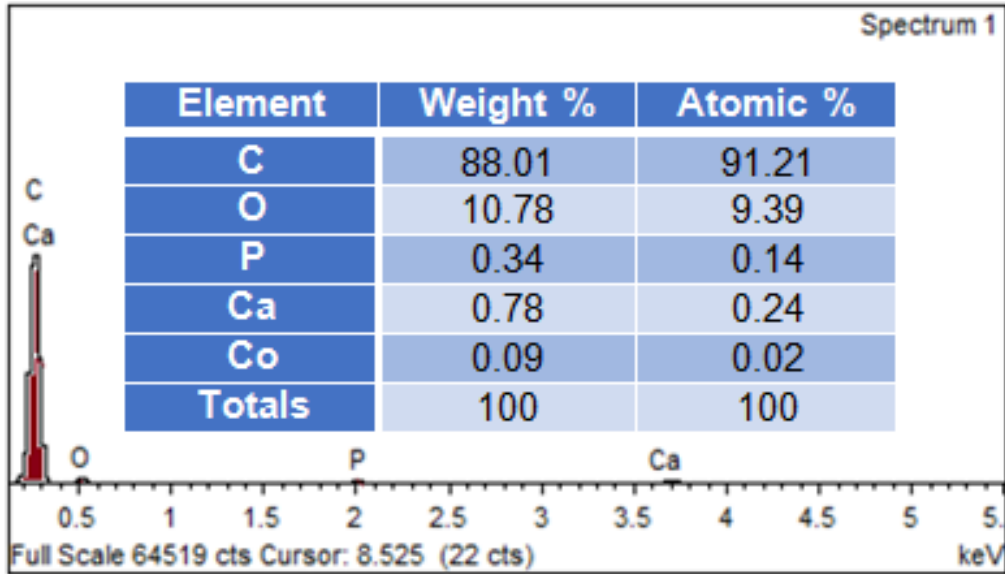 Spectrum 1
Element Weight % Atomic %
C 88.01 91.21
O 10.78 9.39
P 0.34 0.14
Ca 0.78 0.24
Co 0.09 0.02
Totals 100 100
C
Ca
O P Ca
0.5 1 1.5 2 2.5 3 3.5 4 4.5 5 5.
Full Scale 64519 cts Cursor: 8.525 (22 cts) keV